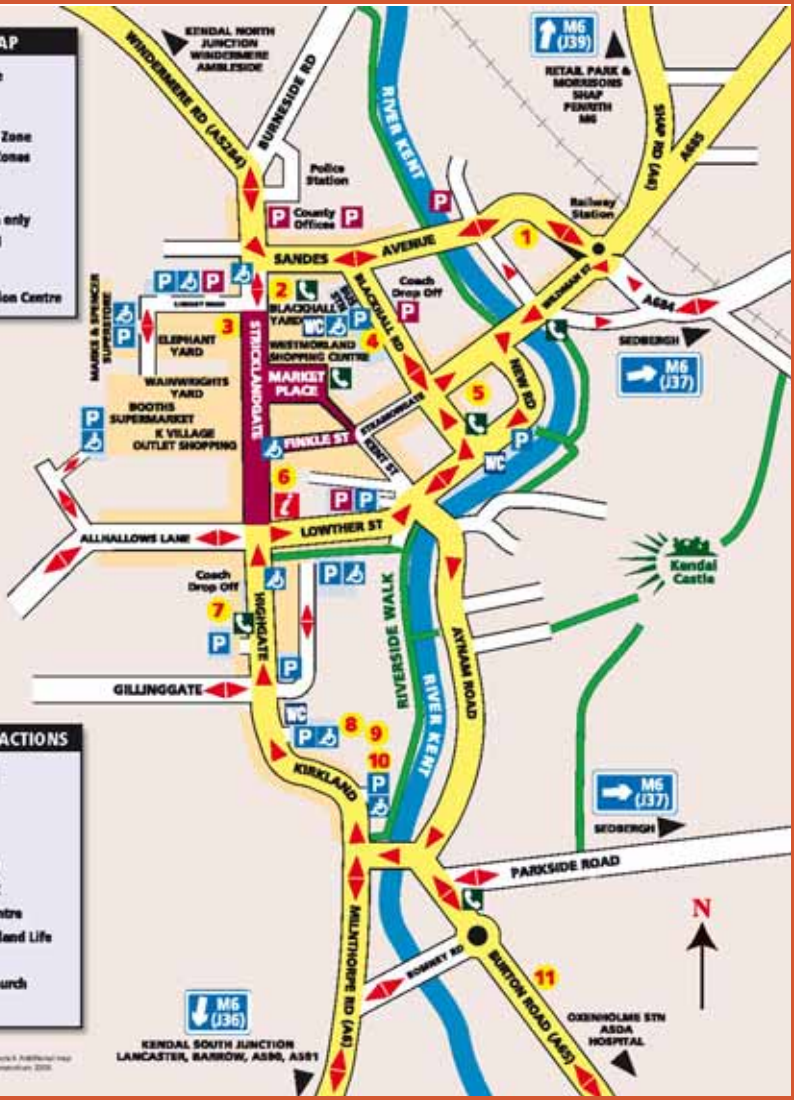 AP
e
Zone
ones
only
ion Centre
KENDAL NORTH
JUNCTION
WINDERMERE
AMBLESIDE
WINDERMERE RD (A5284)
BURNESIDE RD
RIVER KENT
M6
(J39)
RETAIL PARK &
MORRISONS
SHAP
PENRITH
M6
SHAP RD (A6)
A685
Police
Station
P
County
Offices
P
P
Railway
Station
1
SANDES AVENUE
P
P
2
BLACKHALL
YARD
BUS
STN
WC
P
BLACKHALL RD
Coach
Drop Off
P
WILDMAN ST
A684
SEDBERGH
M6
(J37)
MARKS & SPENCER
SUPERSTORE
P
3
ELEPHANT
YARD
STRICKLANDGATE
4
WESTMORLAND
SHOPPING CENTRE
MARKET
PLACE
WAINWRIGHTS
YARD
BOOTHS
SUPERMARKET
K VILLAGE
OUTLET SHOPPING
P
STRAMONGATE
5
NEW RD
FINKLE ST
KENT ST
P
WC
6
i
P
P
ALLHALLOWS LANE
LOWTHER ST
Kendal
Castle
Coach
Drop Off
P
7
P
HIGHGATE
P
RIVERSIDE WALK
RIVER KENT
AYNAM ROAD
GILLINGGATE
WC
P
8
9
10
P
KIRKLAND
ACTIONS
ntre
land Life
urch
M6
(J37)
SEDBERGH
PARKSIDE ROAD
N
MILNTHORPE RD (A6)
ROMNEY RD
BURTON ROAD (A65)
11
M6
(J36)
KENDAL SOUTH JUNCTION
LANCASTER, BARROW, A590, A591
OXENHOLME STN
ASDA
HOSPITAL